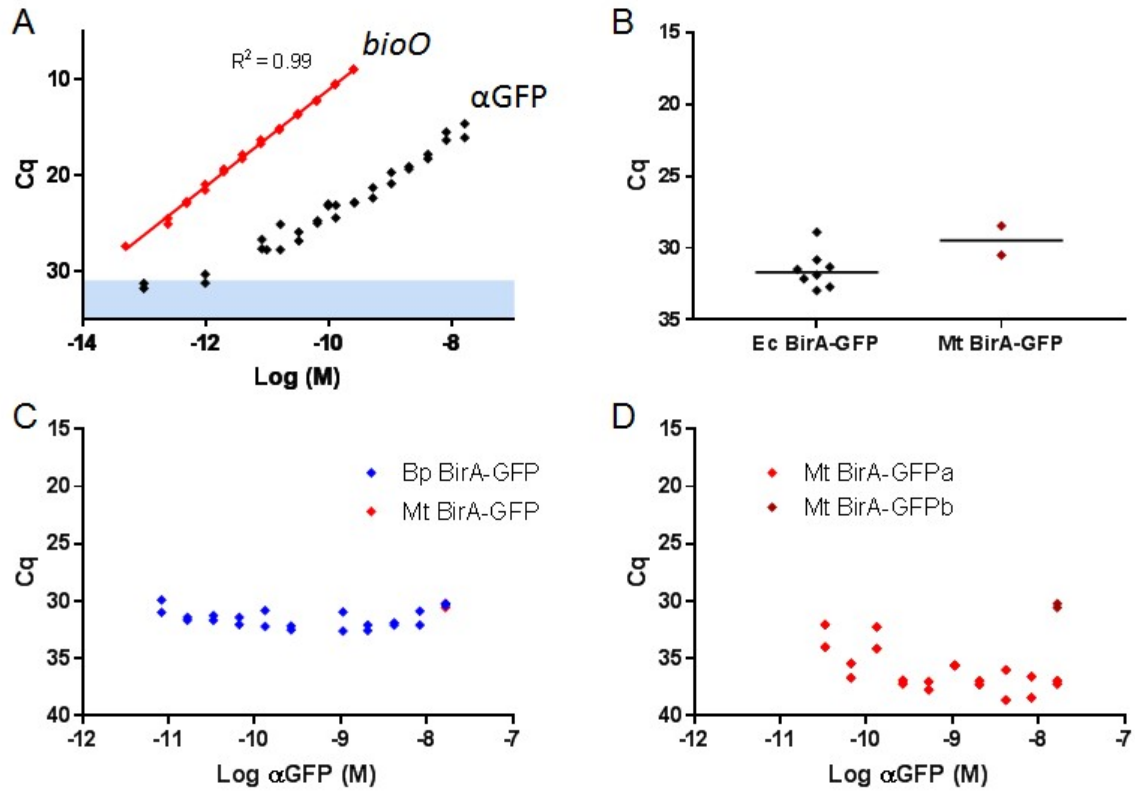 A
bioO
R² = 0.99
αGFP
10
20
30
Cq
-14
-12
-10
-8
Log (M)
B
15
20
25
30
35
Cq
Ec BirA-GFP
Mt BirA-GFP
C
15
20
25
30
35
40
Cq
Bp BirA-GFP
Mt BirA-GFP
-12
-11
-10
-9
-8
-7
Log αGFP (M)
D
15
20
25
30
35
40
Cq
Mt BirA-GFPa
Mt BirA-GFPb
-12
-11
-10
-9
-8
-7
Log αGFP (M)